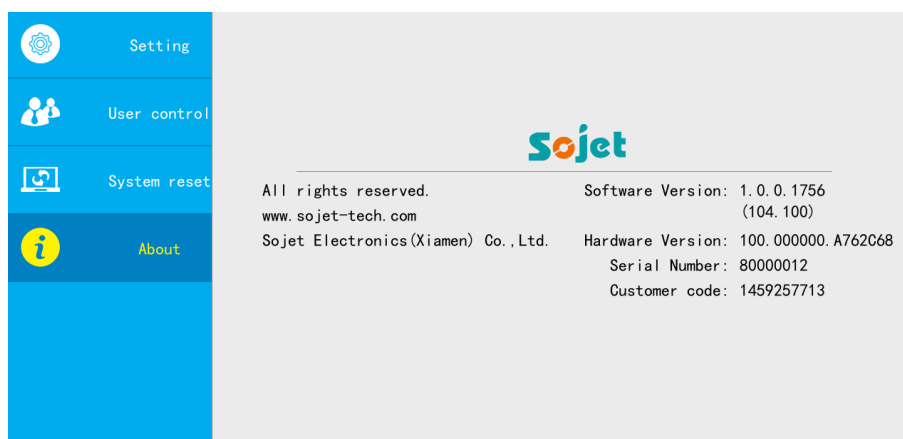 Setting
User control
System reset
About
Sojet
All rights reserved.
www.sojet-tech.com
Sojet Electronics(Xiamen) Co.,Ltd.
Software Version: 1.0.0.1756
(104.100)
Hardware Version: 100.000000.A762C68
Serial Number: 80000012
Customer code: 1459257713